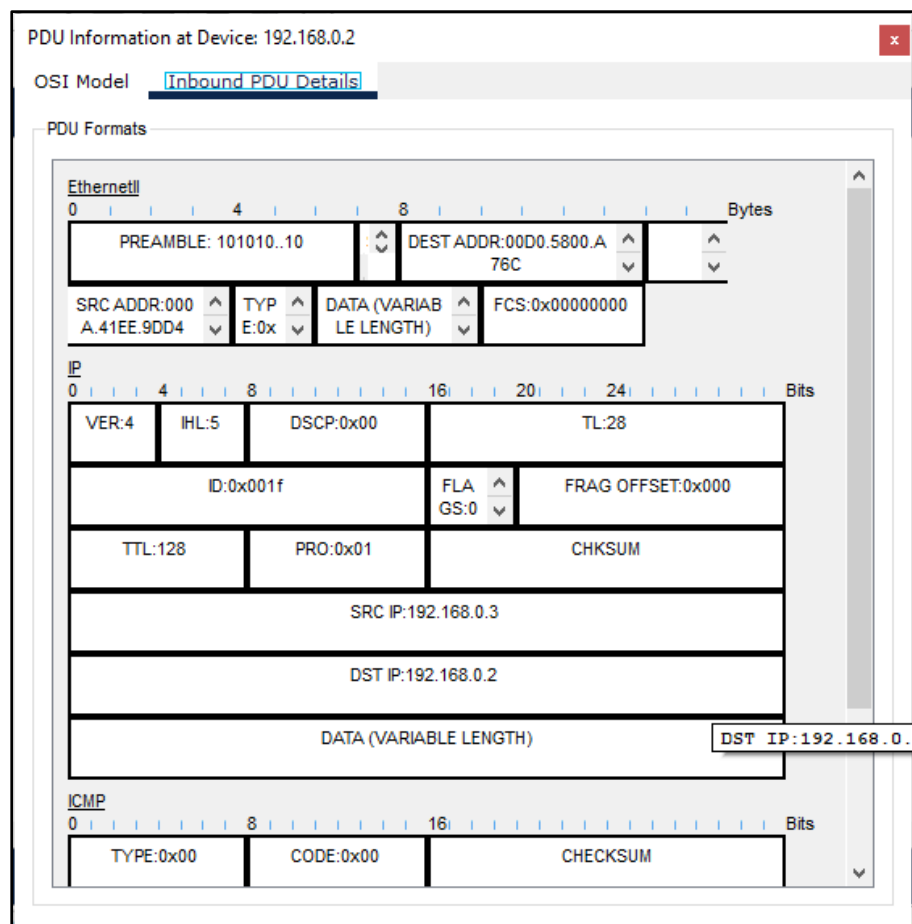 PDU Information at Device: 192.168.0.2
x
OSI Model Inbound PDU Details
PDU Formats
EthernetII
0 4 8 Bytes
PREAMBLE: 101010..10 DEST ADDR:00D0.5800.A
76C
SRC ADDR:000 TYP DATA (VARIAB FCS:0x00000000
A.41EE.9DD4 E:0x LE LENGTH)
IP
0 4 8 16 20 24 Bits
VER:4 IHL:5 DSCP:0x00 TL:28
ID:0x001f FLA FRAG OFFSET:0x000
GS:0
TTL:128 PRO:0x01 CHKSUM
SRC IP:192.168.0.3
DST IP:192.168.0.2
DATA (VARIABLE LENGTH)
DST IP:192.168.0.
ICMP
0 8 16 Bits
TYPE:0x00 CODE:0x00 CHECKSUM